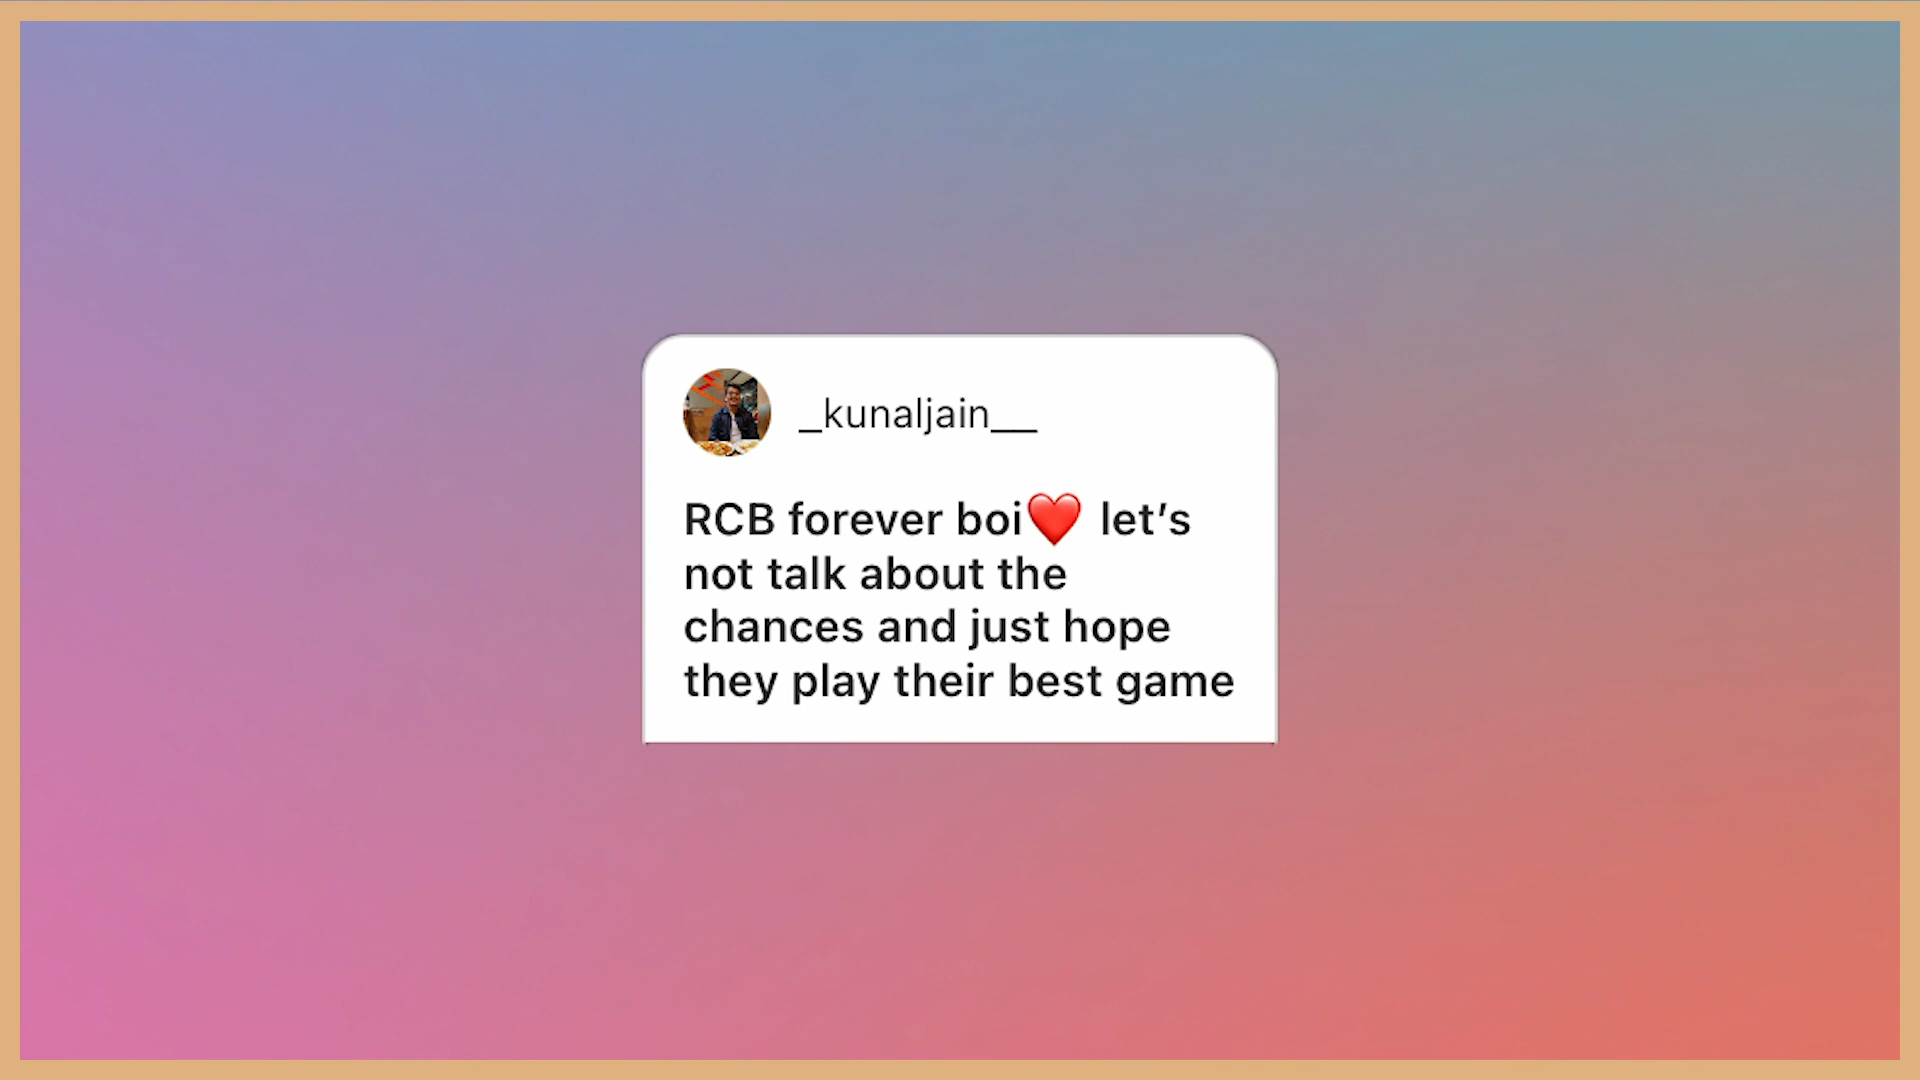 _kunaljain__
RCB forever boi❤️ let’s
not talk about the
chances and just hope
they play their best game